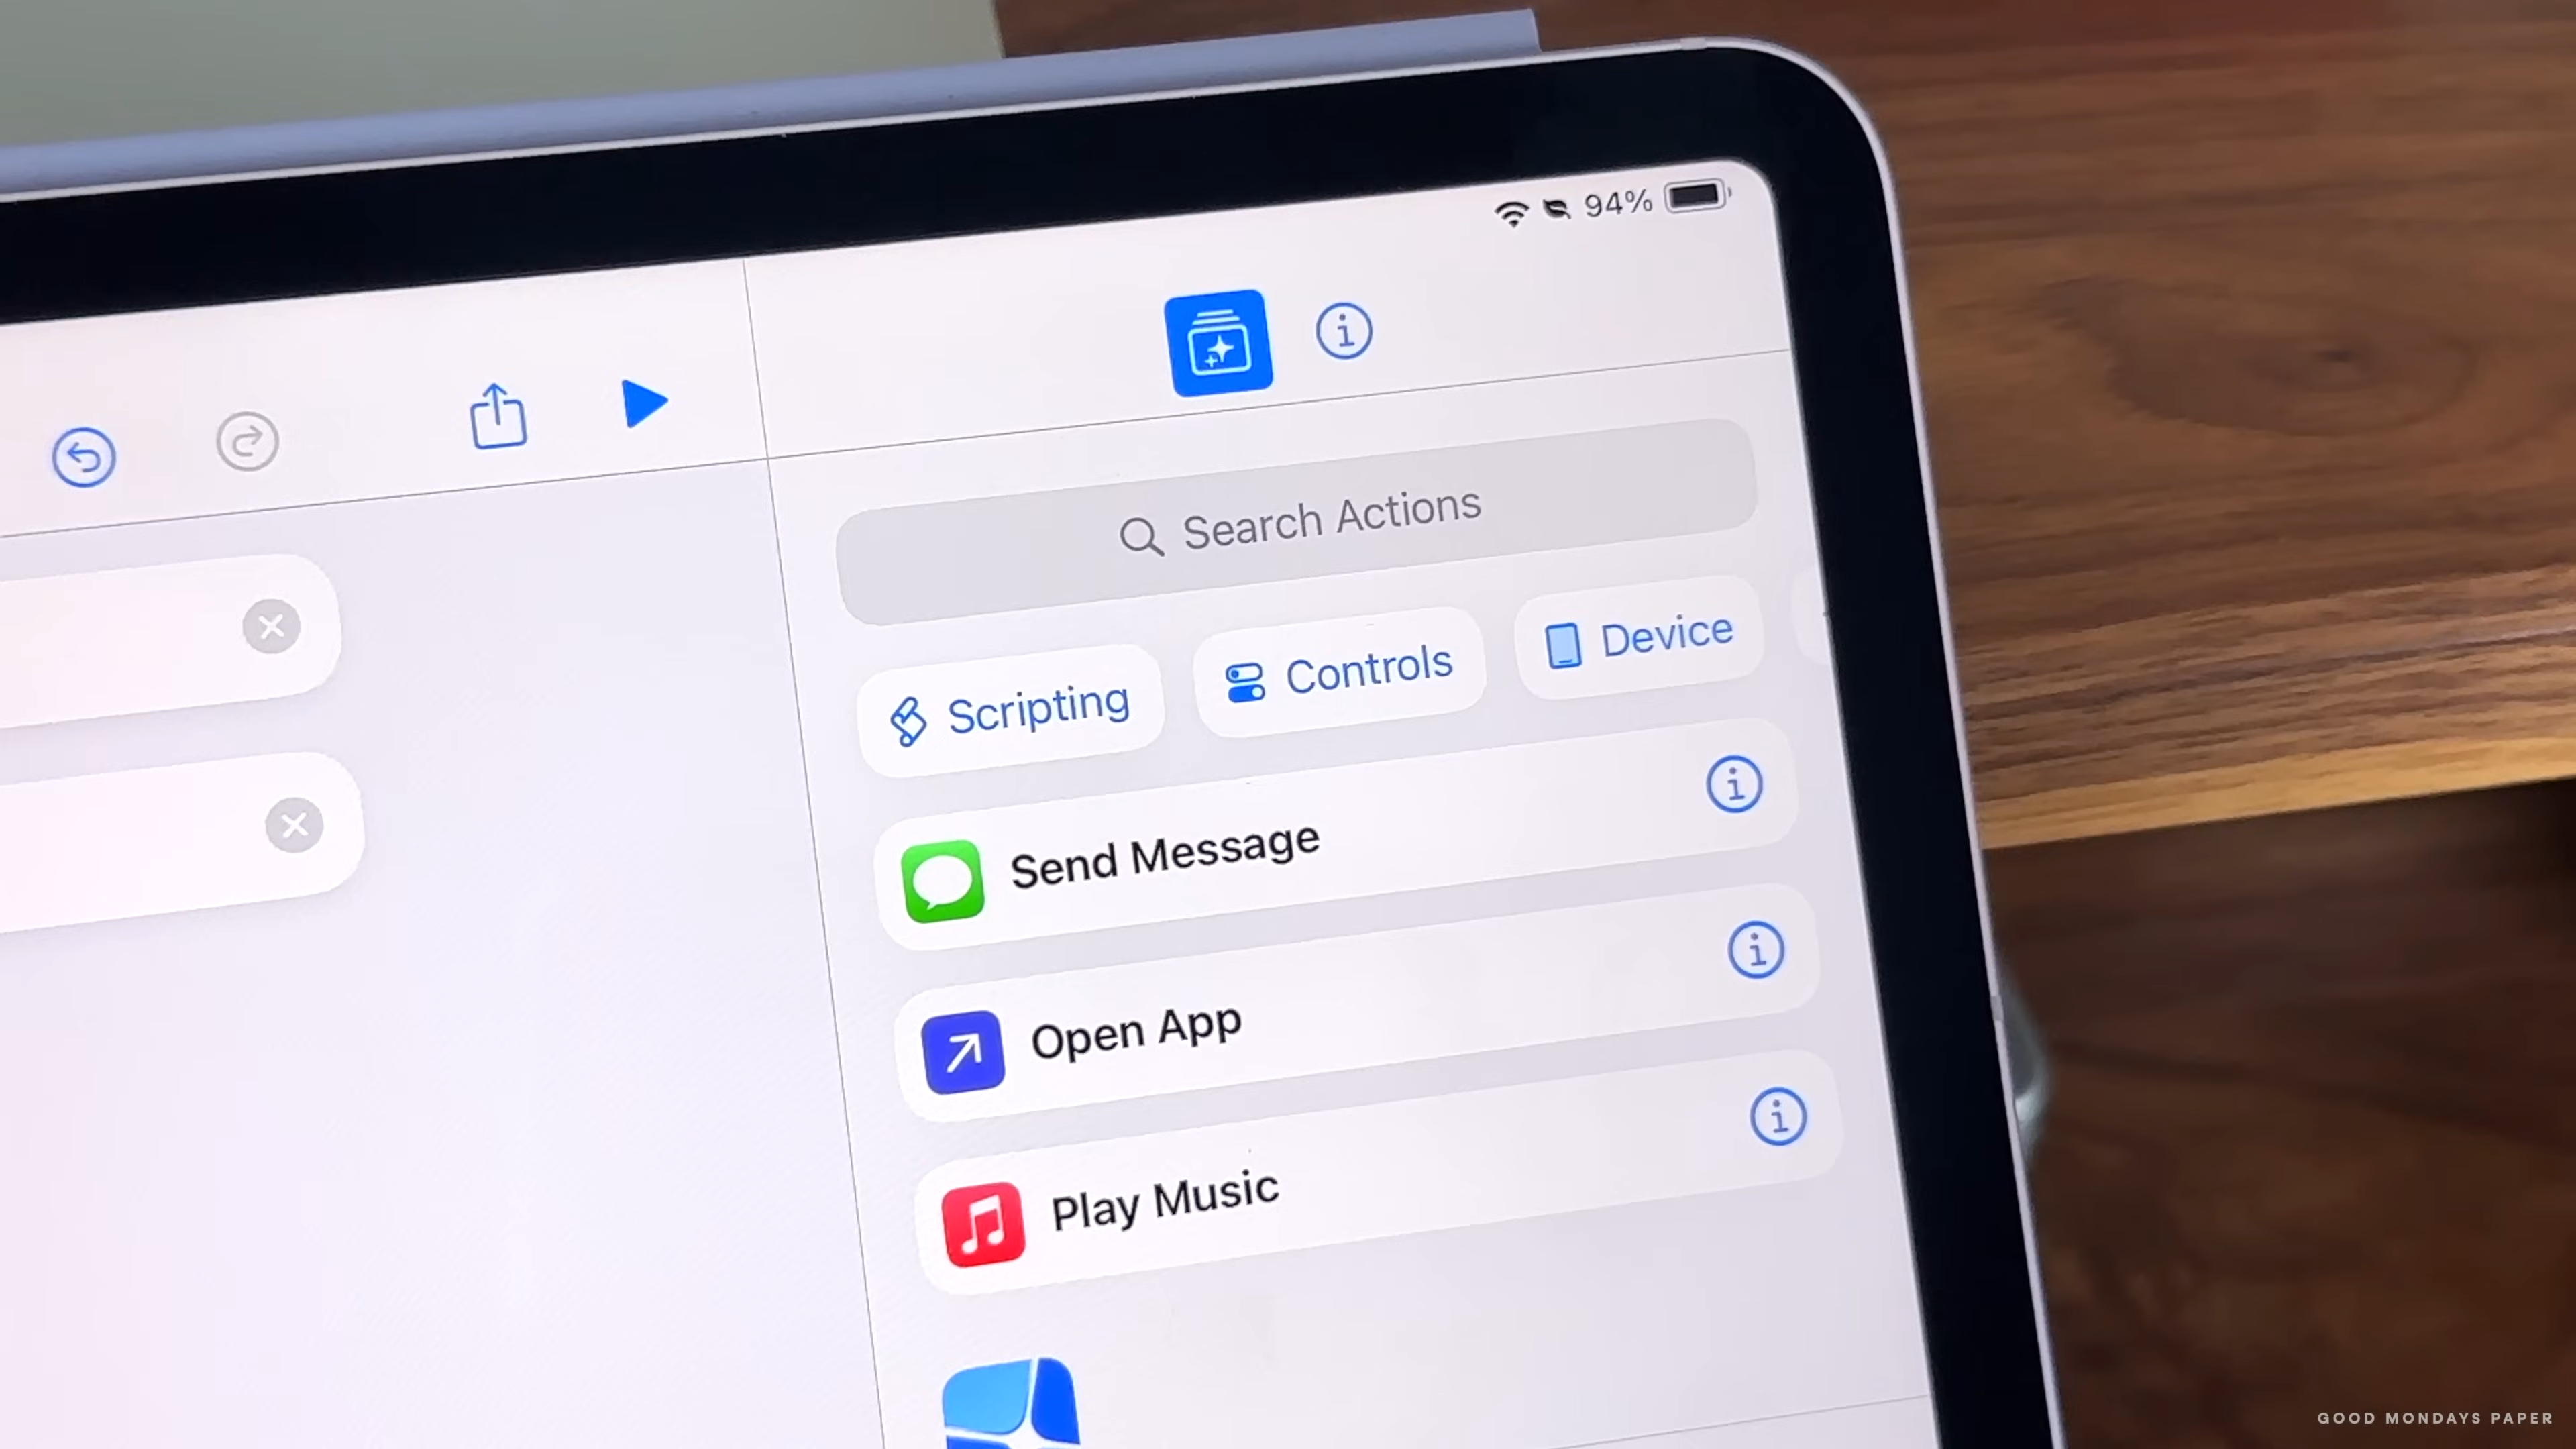 94%
Search Actions
Scripting
Controls
Device
Send Message
Open App
Play Music
GOOD MONDAYS PAPER